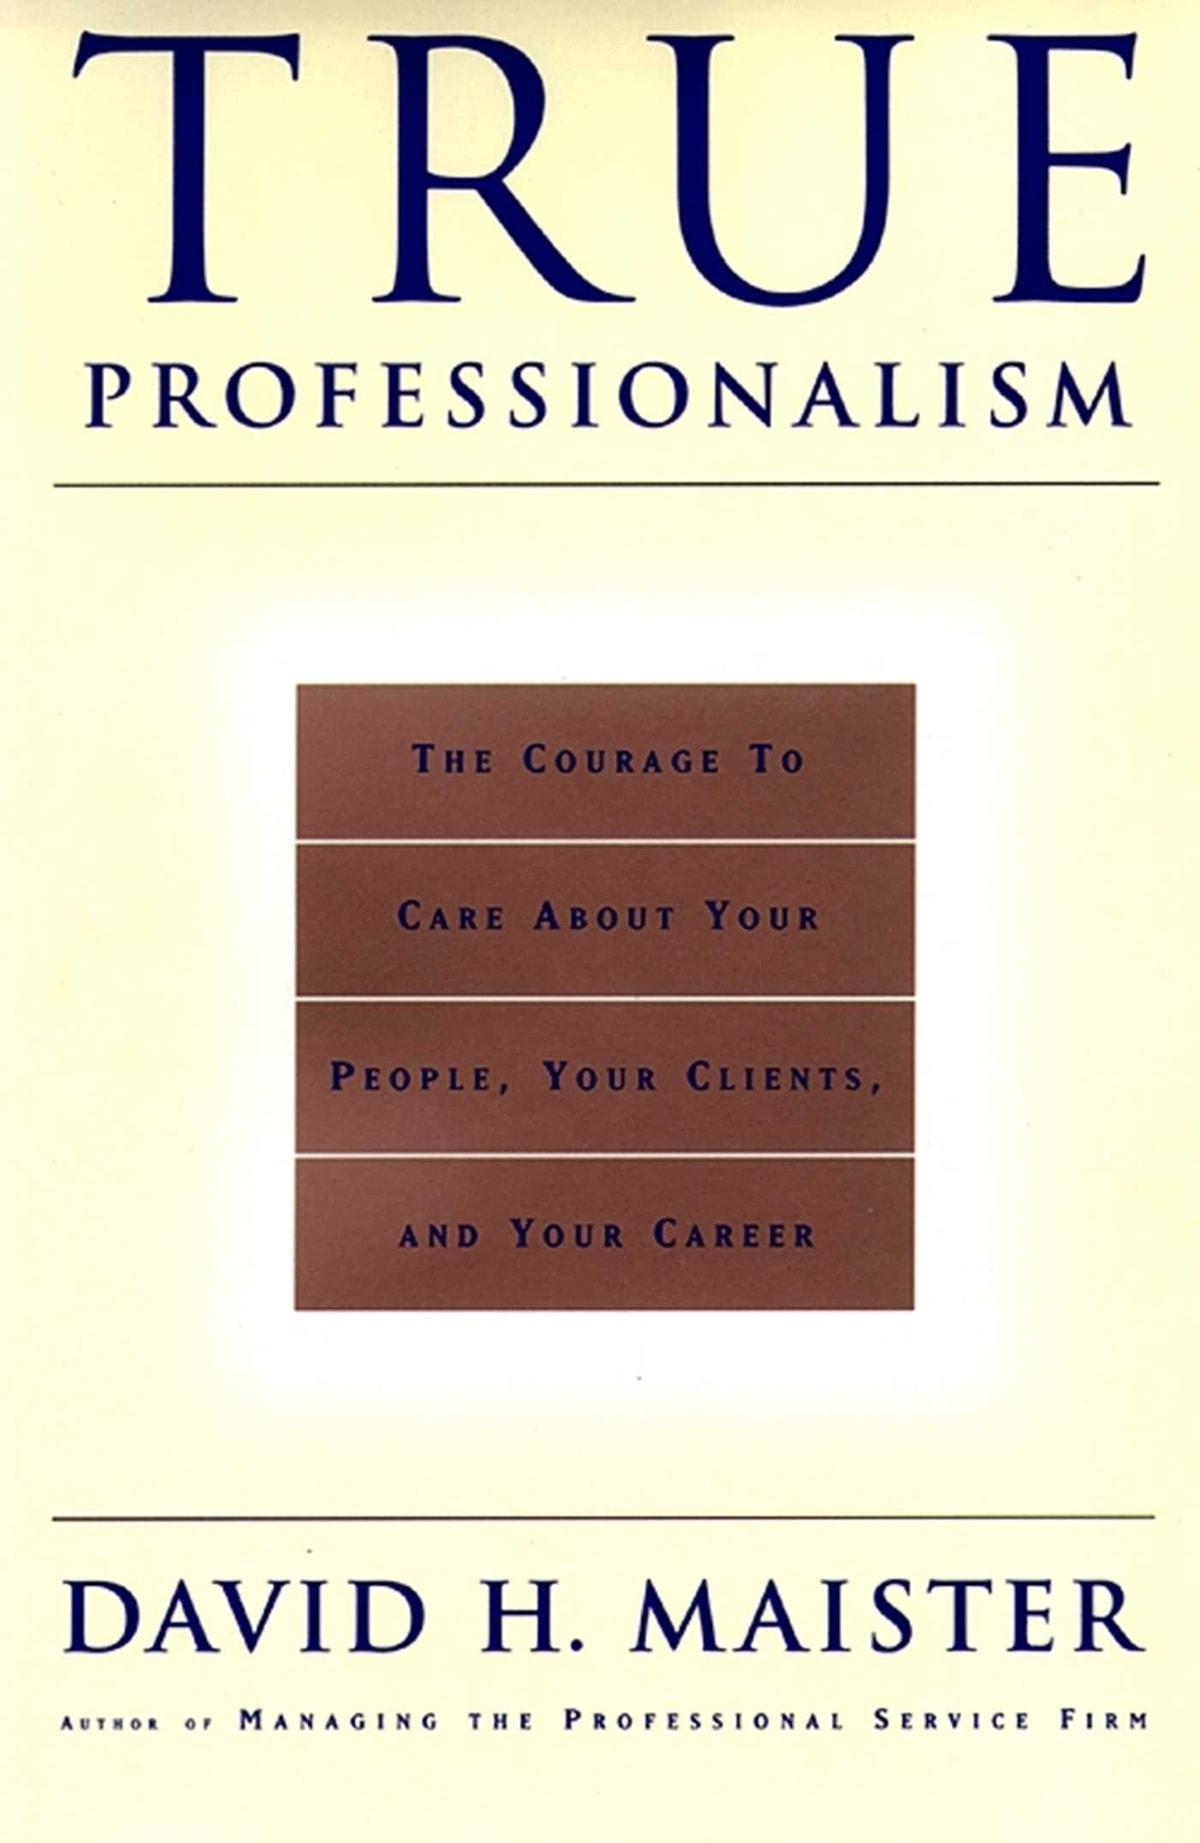 TRUE
PROFESSIONALISM
THE COURAGE TO
CARE ABOUT YOUR
PEOPLE, YOUR CLIENTS,
AND YOUR CAREER
DAVID H. MAISTER
AUTHOR OF MANAGING THE PROFESSIONAL SERVICE FIRM